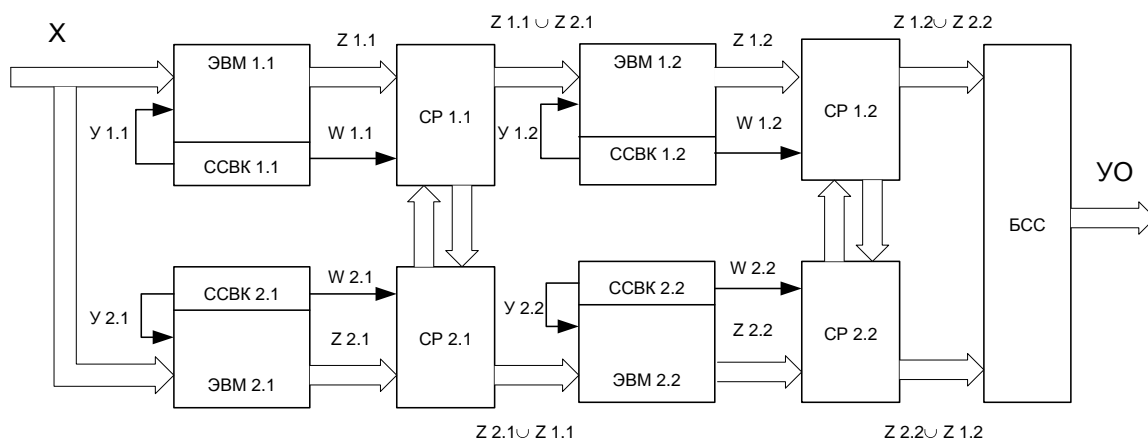 Z 1.1 ∪ Z 2.1
Z 1.2 ∪ Z 2.2
X
Z 1.1
Z 1.2
ЭВМ 1.1
ЭВМ 1.2
СР 1.1
СР 1.2
У 1.1
W 1.1
У 1.2
W 1.2
ССВК 1.1
ССВК 1.2
УО
БСС
W 2.1
W 2.2
ССВК 2.1
ССВК 2.2
У 2.1
У 2.2
Z 2.1
Z 2.2
СР 2.1
СР 2.2
ЭВМ 2.1
ЭВМ 2.2
Z 2.1 ∪ Z 1.1
Z 2.2 ∪ Z 1.2